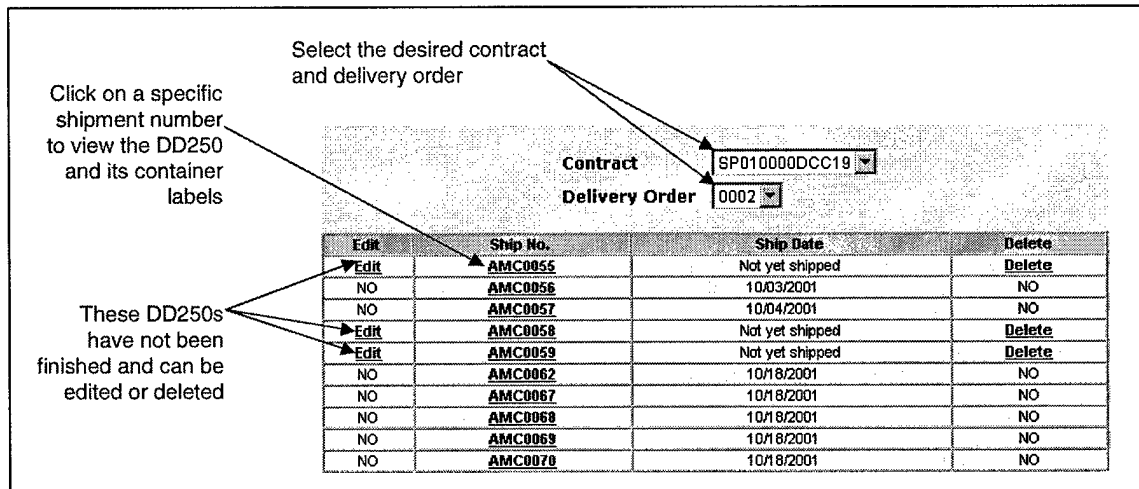 Select the desired contract
and delivery order
Click on a specific
shipment number
to view the DD250
and its container
labels
Contract SP010000DCC19
Delivery Order 0002
Edit Ship No. Ship Date Delete
Edit AMC0055 Not yet shipped Delete
NO AMC0056 10/03/2001 NO
NO AMC0057 10/04/2001 NO
Edit AMC0058 Not yet shipped Delete
Edit AMC0059 Not yet shipped Delete
NO AMC0062 10/18/2001 NO
NO AMC0067 10/18/2001 NO
NO AMC0068 10/18/2001 NO
NO AMC0069 10/18/2001 NO
NO AMC0070 10/18/2001 NO
These DD250s
have not been
finished and can be
edited or deleted